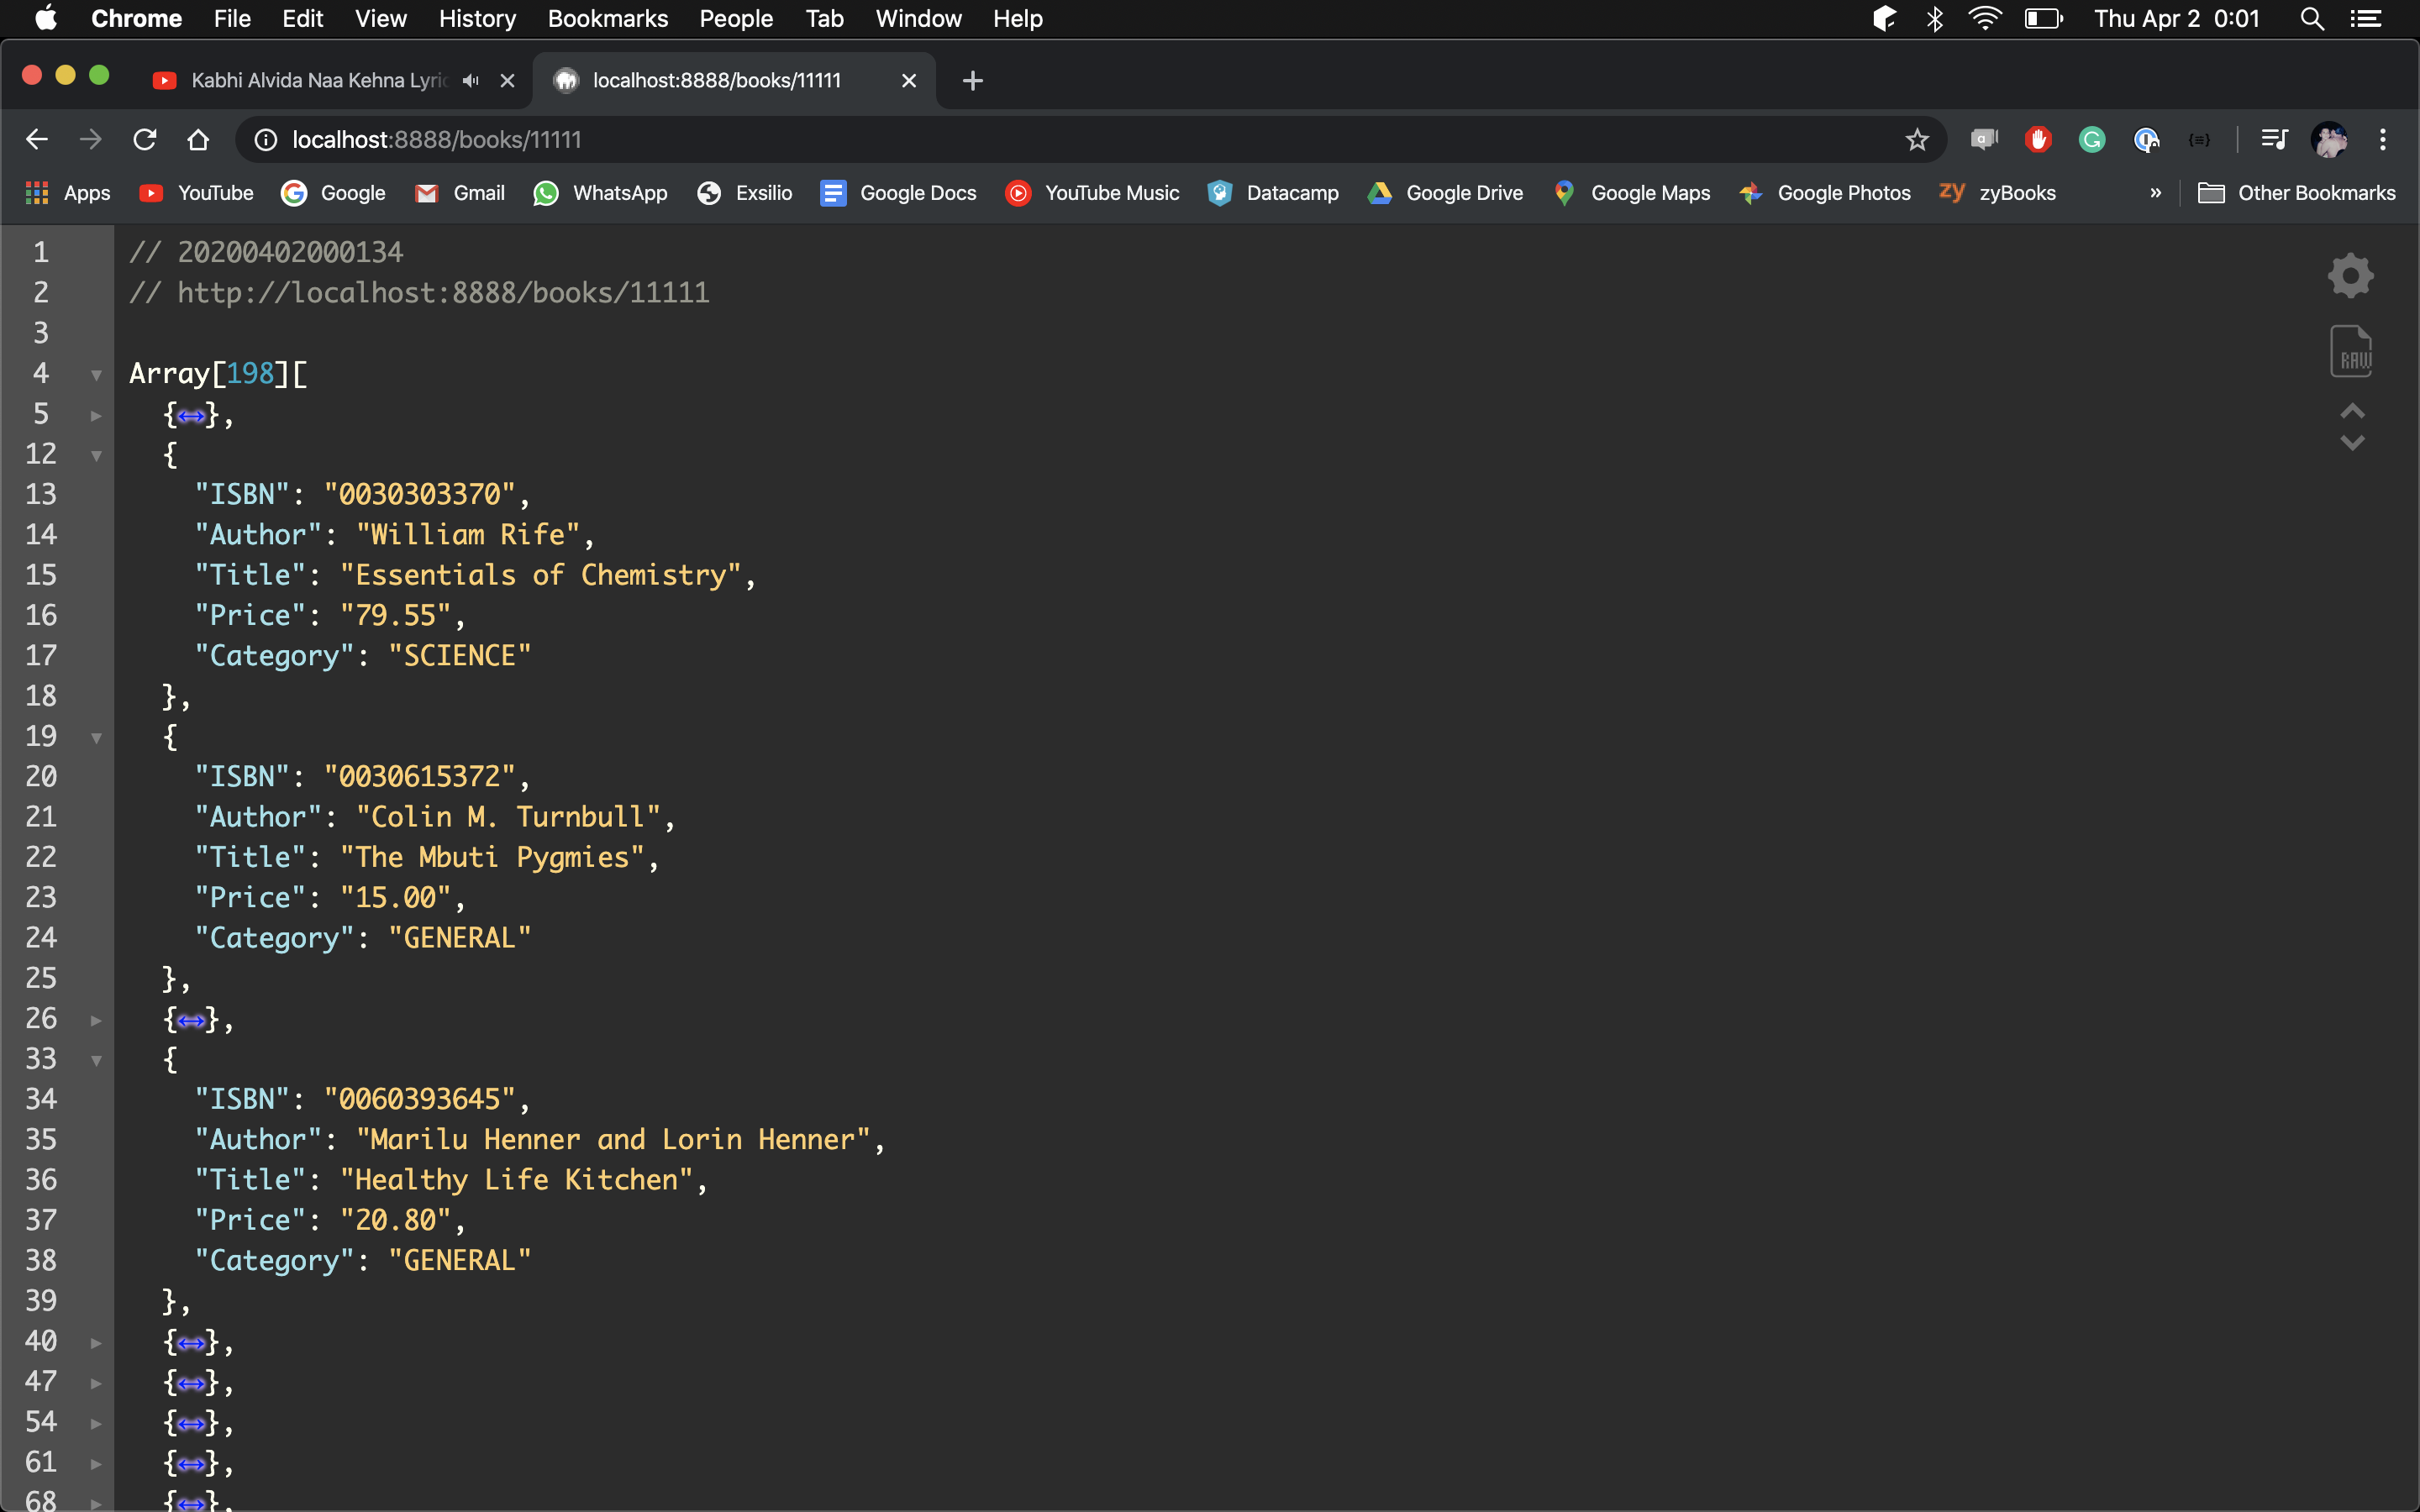 Chrome File Edit View History Bookmarks People Tab Window Help Thu Apr 2 0:01
Kabhi Alvida Naa Kehna Lyric localhost:8888/books/11111
localhost:8888/books/11111
Apps YouTube Google Gmail WhatsApp Exsilio Google Docs YouTube Music Datacamp Google Drive Google Maps Google Photos zy zyBooks » Other Bookmarks
1 // 20200402000134
2 // http://localhost:8888/books/11111
3
4 Array[198][
RAW
5 {↔},
12 {
13 "ISBN": "0030303370",
14 "Author": "William Rife",
15 "Title": "Essentials of Chemistry",
16 "Price": "79.55",
17 "Category": "SCIENCE"
18 },
19 {
20 "ISBN": "0030615372",
21 "Author": "Colin M. Turnbull",
22 "Title": "The Mbuti Pygmies",
23 "Price": "15.00",
24 "Category": "GENERAL"
25 },
26 {↔},
33 {
34 "ISBN": "0060393645",
35 "Author": "Marilu Henner and Lorin Henner",
36 "Title": "Healthy Life Kitchen",
37 "Price": "20.80",
38 "Category": "GENERAL"
39 },
40 {↔},
47 {↔},
54 {↔},
61 {↔},
68 {↔},